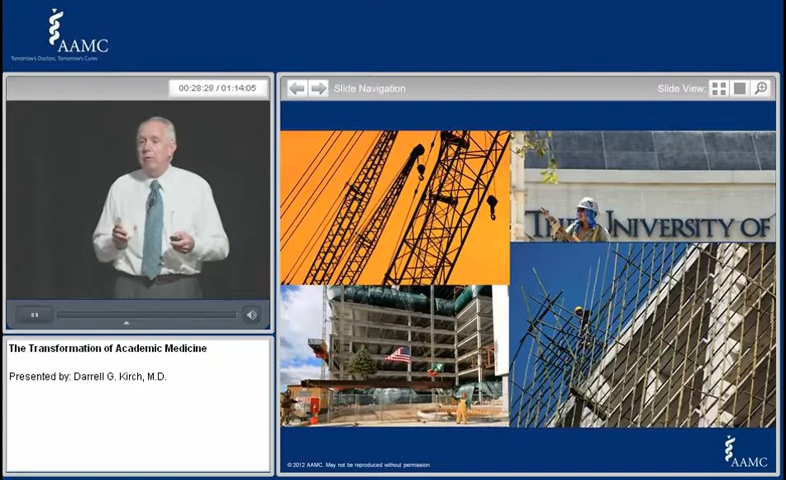 AAMC
Tomorrow's Doctors, Tomorrow's Cures
00:28:28 / 01:14:05
Slide Navigation
Slide View:
THE UNIVERSITY OF
The Transformation of Academic Medicine
Presented by: Darrell G. Kirch, M.D.
© 2012 AAMC. May not be reproduced without permission
AAMC